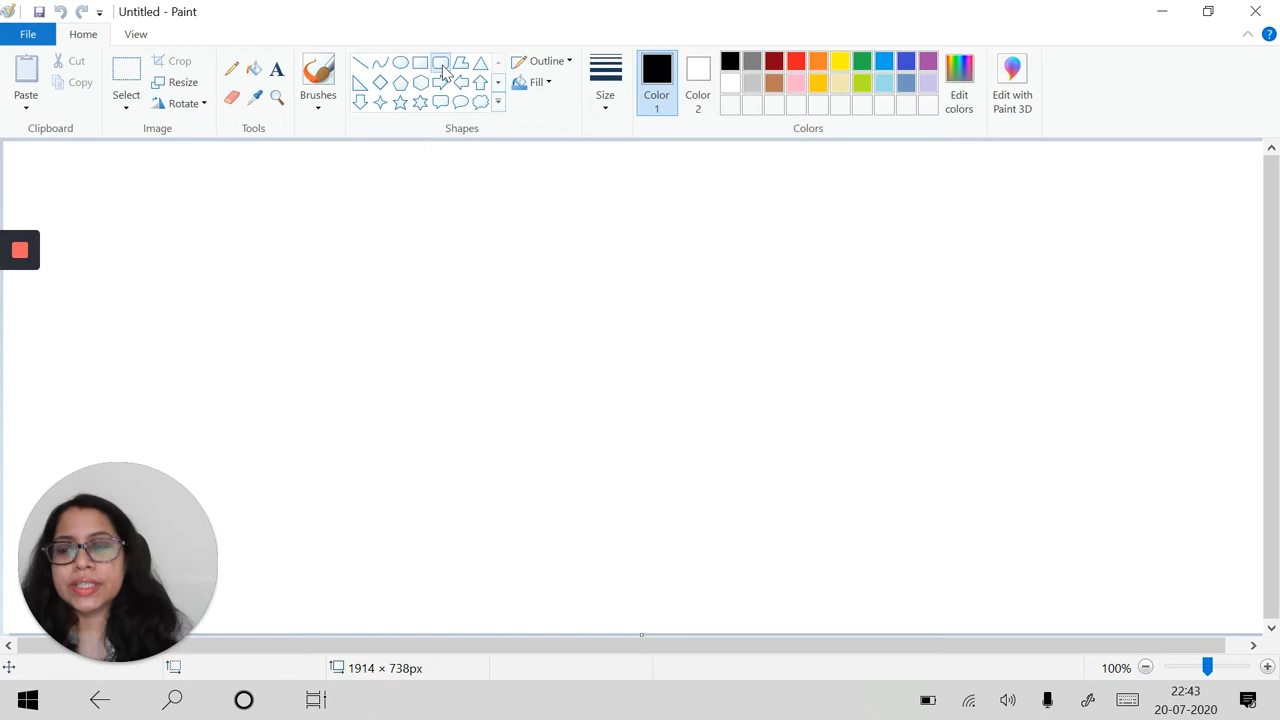 Untitled - Paint
File Home View
Paste
Cut
Copy
Clipboard
Select
Crop
Resize
Rotate
Image
A
Tools
Brushes
Shapes
Outline
Fill
Size
Color 1
Color 2
Colors
Edit colors
Edit with Paint 3D
1914 × 738px
100%
22:43
20-07-2020